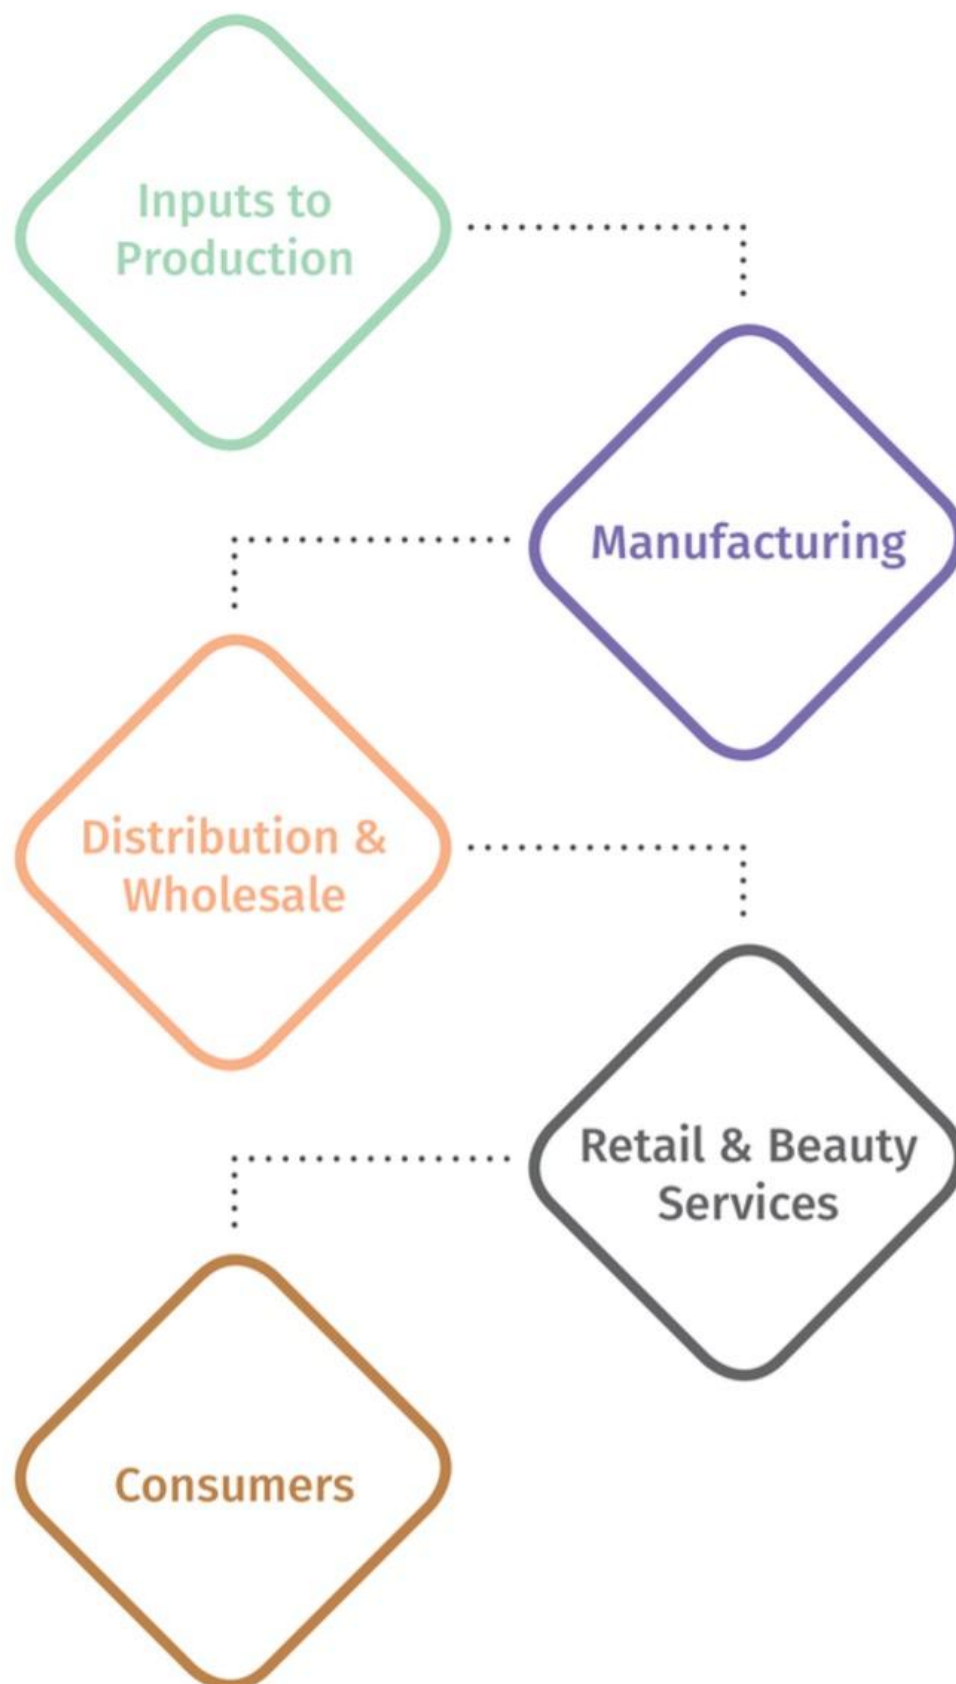 Inputs to
Production
Manufacturing
Distribution &
Wholesale
Retail & Beauty
Services
Consumers